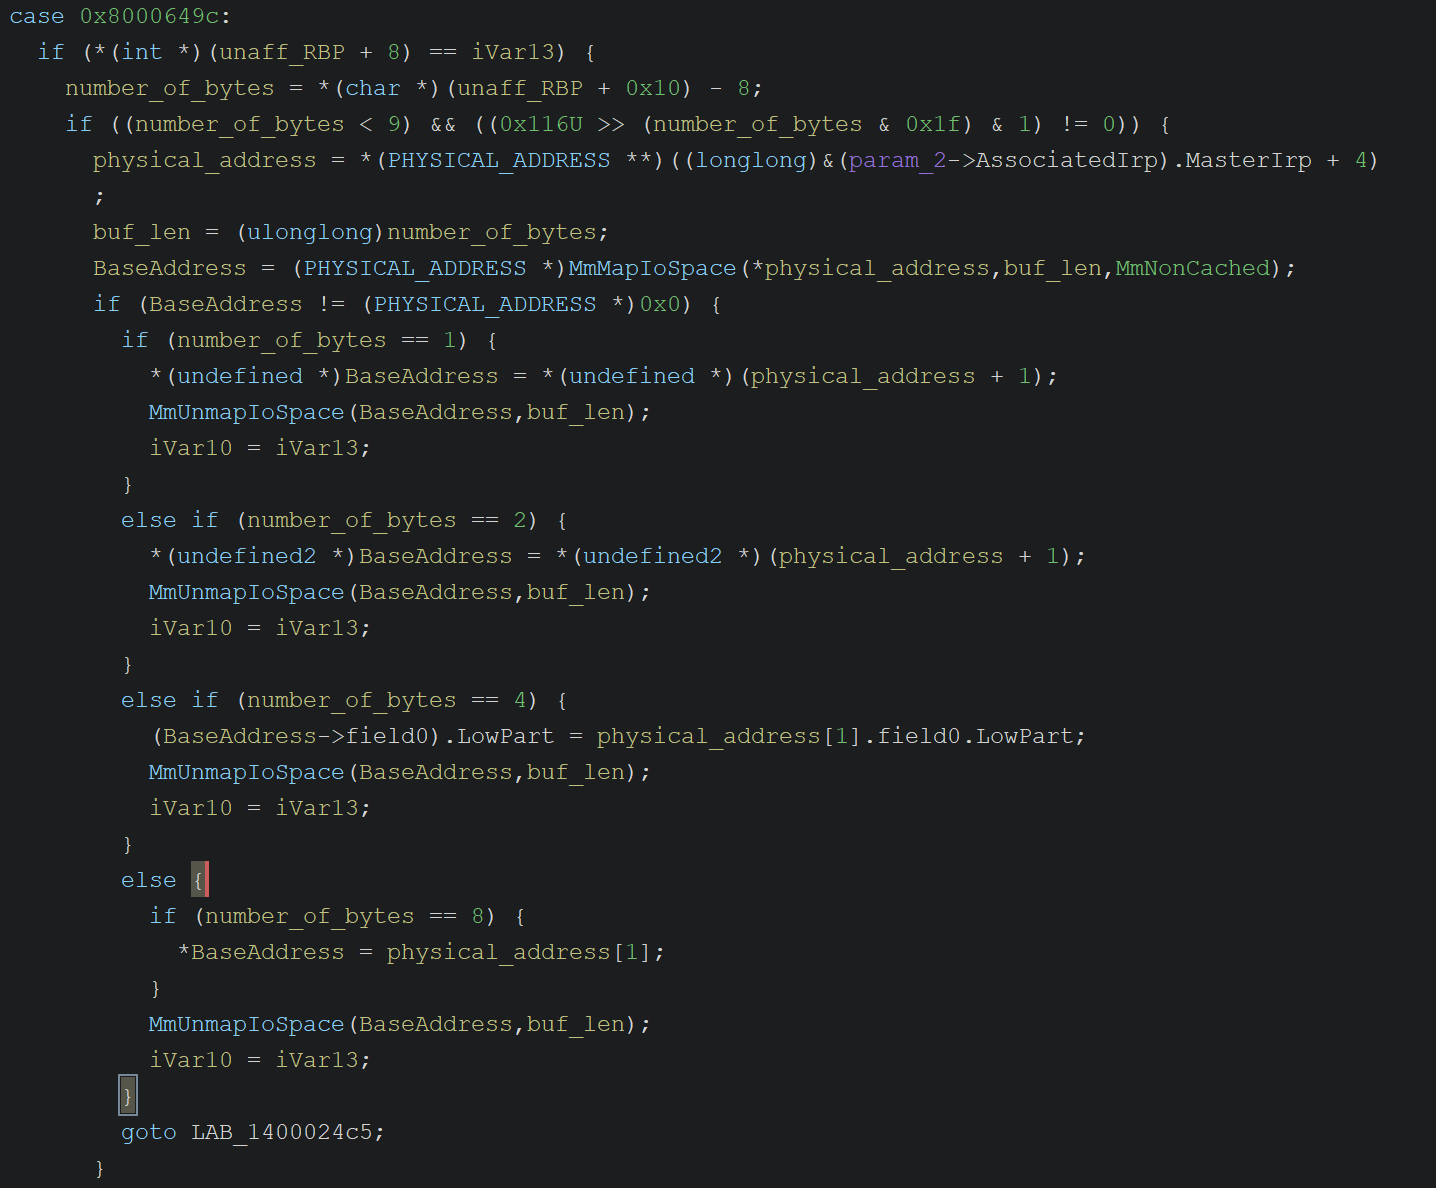 case 0x8000649c:
  if (*(int *)(unaff_RBP + 8) == iVar13) {
    number_of_bytes = *(char *)(unaff_RBP + 0x10) - 8;
    if ((number_of_bytes < 9) && ((0x116U >> (number_of_bytes & 0x1f) & 1) != 0)) {
      physical_address = *(PHYSICAL_ADDRESS **)((longlong)&(param_2->AssociatedIrp).MasterIrp + 4)
      ;
      buf_len = (ulonglong)number_of_bytes;
      BaseAddress = (PHYSICAL_ADDRESS *)MmMapIoSpace(*physical_address,buf_len,MmNonCached);
      if (BaseAddress != (PHYSICAL_ADDRESS *)0x0) {
        if (number_of_bytes == 1) {
          *(undefined *)BaseAddress = *(undefined *)(physical_address + 1);
          MmUnmapIoSpace(BaseAddress,buf_len);
          iVar10 = iVar13;
        }
        else if (number_of_bytes == 2) {
          *(undefined2 *)BaseAddress = *(undefined2 *)(physical_address + 1);
          MmUnmapIoSpace(BaseAddress,buf_len);
          iVar10 = iVar13;
        }
        else if (number_of_bytes == 4) {
          (BaseAddress->field0).LowPart = physical_address[1].field0.LowPart;
          MmUnmapIoSpace(BaseAddress,buf_len);
          iVar10 = iVar13;
        }
        else {
          if (number_of_bytes == 8) {
            *BaseAddress = physical_address[1];
          }
          MmUnmapIoSpace(BaseAddress,buf_len);
          iVar10 = iVar13;
        }
        goto LAB_1400024c5;
      }